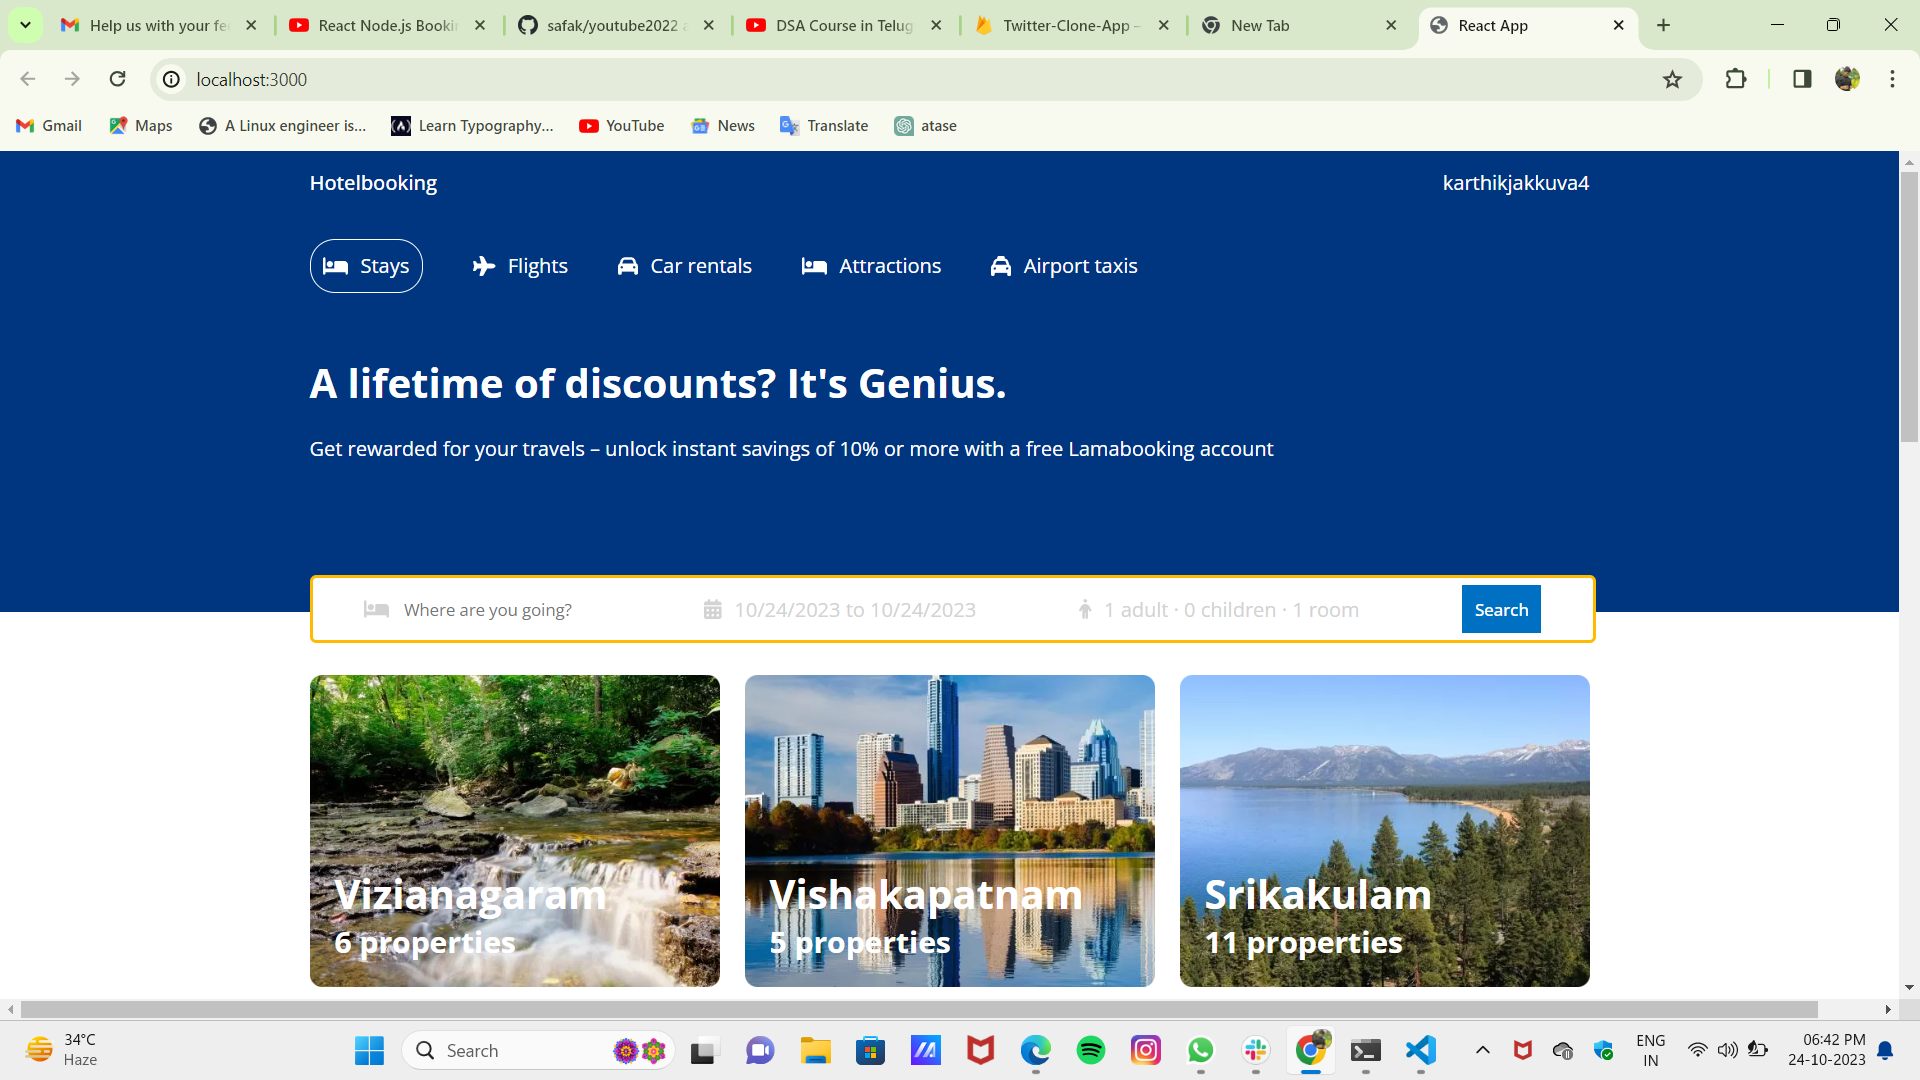 Help us with your fe
React Node.js Bookin
safak/youtube2022 a
DSA Course in Telug
Twitter-Clone-App -
New Tab
React App
localhost:3000
Gmail
Maps
A Linux engineer is...
Learn Typography...
YouTube
News
Translate
atase
Hotelbooking
karthikjakkuva4
Stays
Flights
Car rentals
Attractions
Airport taxis
A lifetime of discounts? It's Genius.
Get rewarded for your travels – unlock instant savings of 10% or more with a free Lamabooking account
Where are you going?
10/24/2023 to 10/24/2023
1 adult · 0 children · 1 room
Search
Vizianagaram
6 properties
Vishakapatnam
5 properties
Srikakulam
11 properties
34°C
Haze
Search
ENG
IN
06:42 PM
24-10-2023